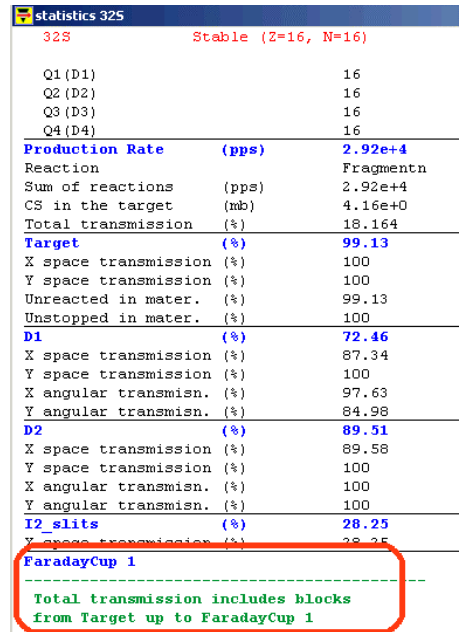 statistics 32S
32S Stable (Z=16, N=16)
Q1(D1) 16
Q2(D2) 16
Q3(D3) 16
Q4(D4) 16
Production Rate (pps) 2.92e+4
Reaction Fragmentn
Sum of reactions (pps) 2.92e+4
CS in the target (mb) 4.16e+0
Total transmission (%) 18.164
Target (%) 99.13
X space transmission (%) 100
Y space transmission (%) 100
Unreacted in mater. (%) 99.13
Unstopped in mater. (%) 100
D1 (%) 72.46
X space transmission (%) 87.34
Y space transmission (%) 100
X angular transmisn. (%) 97.63
Y angular transmisn. (%) 84.98
D2 (%) 89.51
X space transmission (%) 89.58
Y space transmission (%) 100
X angular transmisn. (%) 100
Y angular transmisn. (%) 100
I2_slits (%) 28.25
X space transmission (%) 28.25
FaradayCup 1
Total transmission includes blocks
from Target up to FaradayCup 1